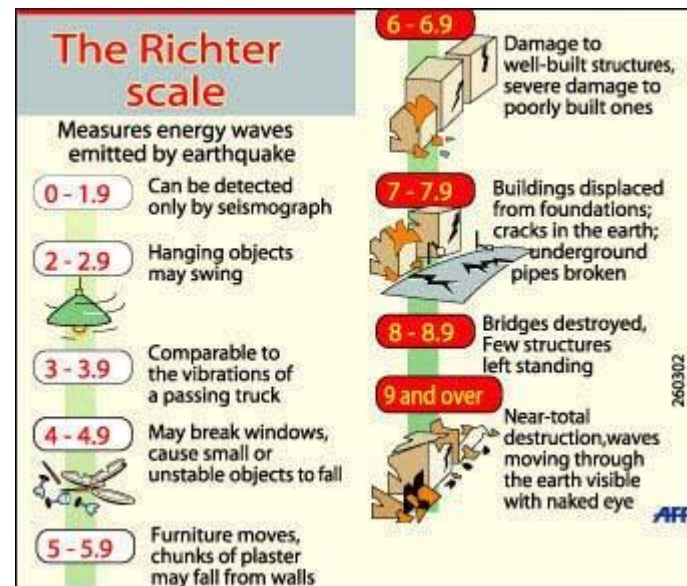 The Richter
scale
Measures energy waves
emitted by earthquake
0 - 1.9
Can be detected
only by seismograph
2 - 2.9
Hanging objects
may swing
3 - 3.9
Comparable to
the vibrations of
a passing truck
4 - 4.9
May break windows,
cause small or
unstable objects to fall
5 - 5.9
Furniture moves,
chunks of plaster
may fall from walls
6 - 6.9
Damage to
well-built structures,
severe damage to
poorly built ones
7 - 7.9
Buildings displaced
from foundations;
cracks in the earth;
underground
pipes broken
8 - 8.9
Bridges destroyed,
Few structures
left standing
9 and over
Near-total
destruction,waves
moving through
the earth visible
with naked eye
260302
AFP